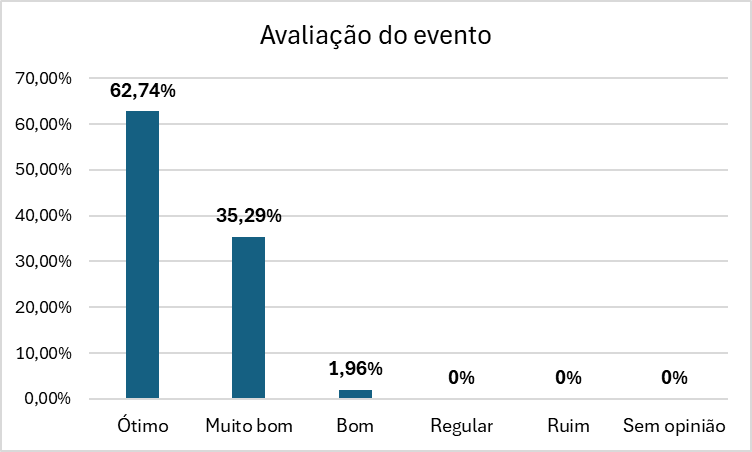 Avaliação do evento
70,00%
60,00%
50,00%
40,00%
30,00%
20,00%
10,00%
0,00%
62,74%
35,29%
1,96%
0%
0%
0%
Ótimo
Muito bom
Bom
Regular
Ruim
Sem opinião